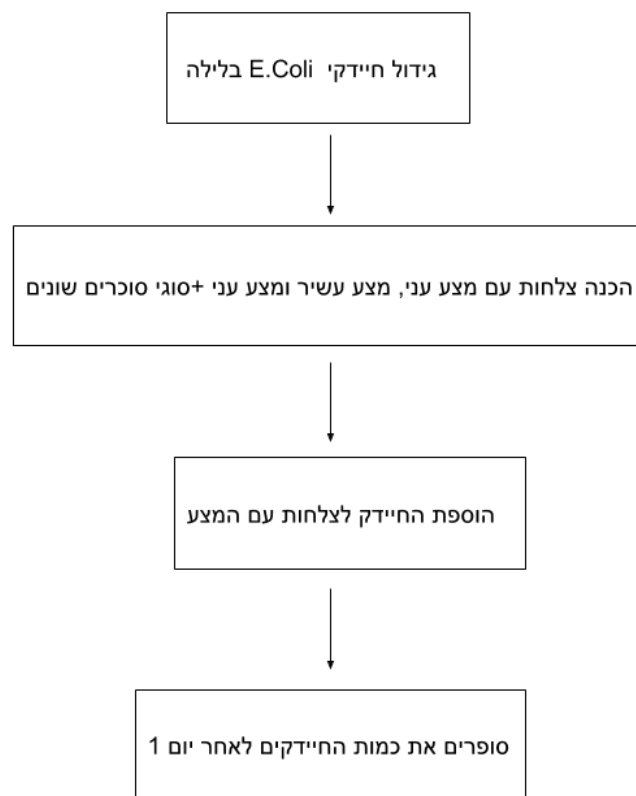 גידול חיידקי E.Coli בלילה
הכנה צלחות עם מצע עני, מצע עשיר ומצע עני +סוגי סוכרים שונים
הוספת החיידק לצלחות עם המצע
סופרים את כמות החיידקים לאחר יום 1